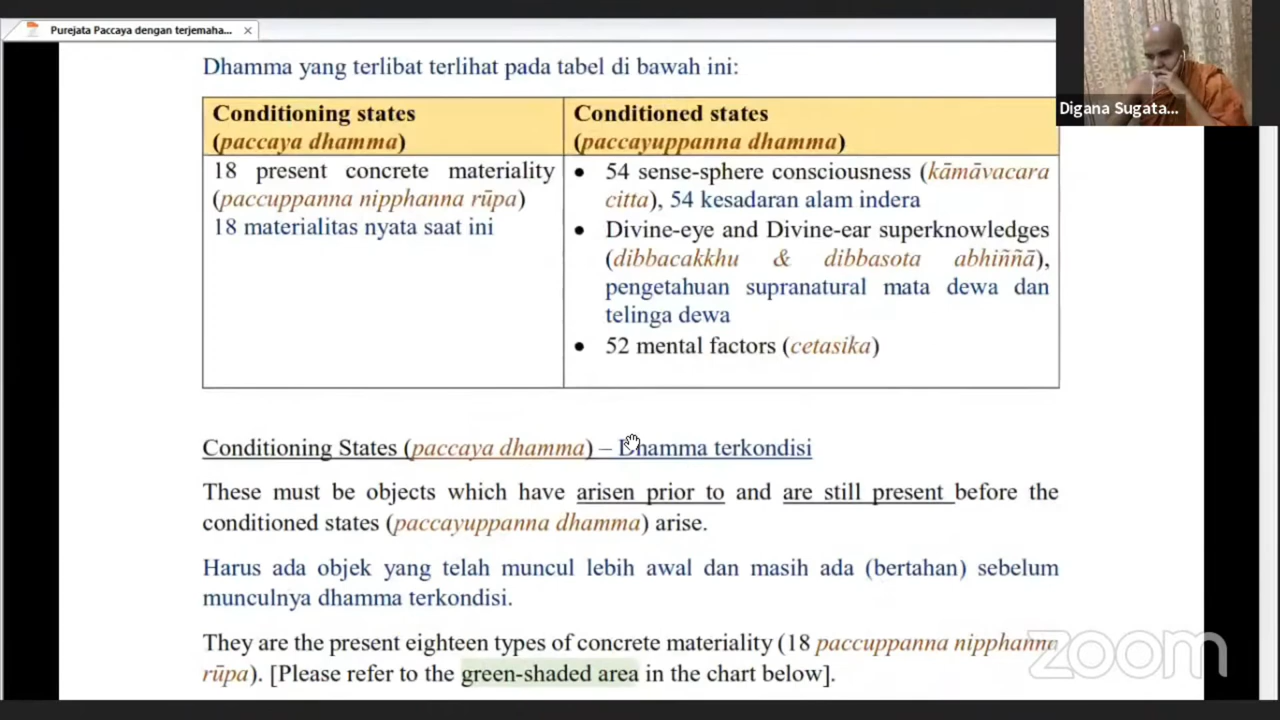 Purejata Paccaya dengan terjemaha...
Digana Sugata...
Dhamma yang terlibat terlihat pada tabel di bawah ini:
Conditioning states
(paccaya dhamma)
Conditioned states
(paccayuppanna dhamma)
18 present concrete materiality
(paccuppanna nipphanna rūpa)
18 materialitas nyata saat ini
• 54 sense-sphere consciousness (kāmāvacara
citta), 54 kesadaran alam indera
• Divine-eye and Divine-ear superknowledges
(dibbacakkhu & dibbasota abhiññā),
pengetahuan supranatural mata dewa dan
telinga dewa
• 52 mental factors (cetasika)
Conditioning States (paccaya dhamma) – Dhamma terkondisi
These must be objects which have arisen prior to and are still present before the
conditioned states (paccayuppanna dhamma) arise.
Harus ada objek yang telah muncul lebih awal dan masih ada (bertahan) sebelum
munculnya dhamma terkondisi.
They are the present eighteen types of concrete materiality (18 paccuppanna nipphanna
rūpa). [Please refer to the green-shaded area in the chart below].
zoom